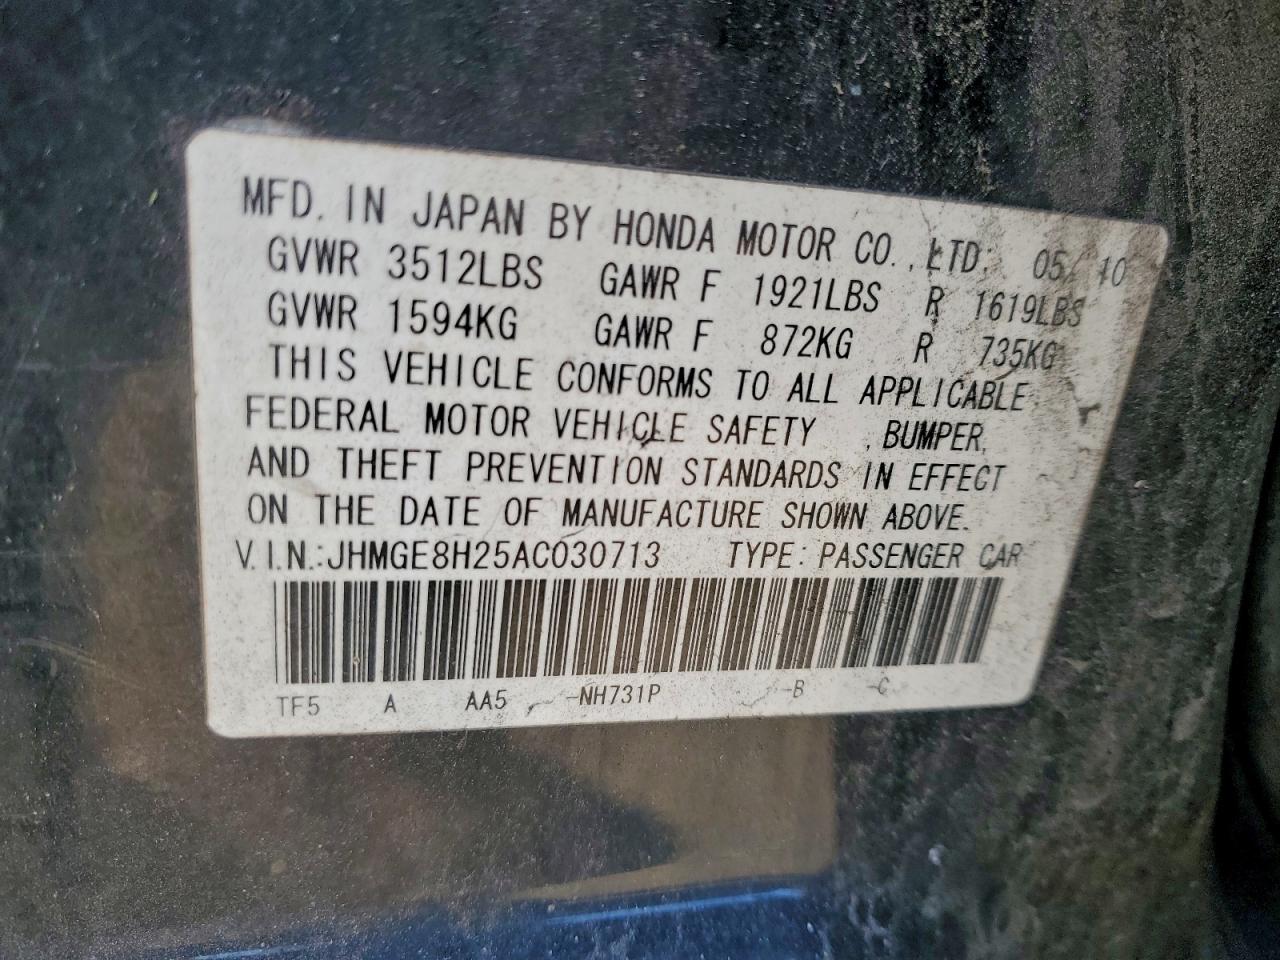 MFD. IN JAPAN BY HONDA MOTOR CO., LTD. 05/10
GVWR 3512LBS GAWR F 1921LBS R 1619LBS
GVWR 1594KG GAWR F 872KG R 735KG
THIS VEHICLE CONFORMS TO ALL APPLICABLE
FEDERAL MOTOR VEHICLE SAFETY , BUMPER,
AND THEFT PREVENTION STANDARDS IN EFFECT
ON THE DATE OF MANUFACTURE SHOWN ABOVE.
V.I.N.:JHMGE8H25AC030713 TYPE: PASSENGER CAR
TF5 A AA5 -NH731P -B -C